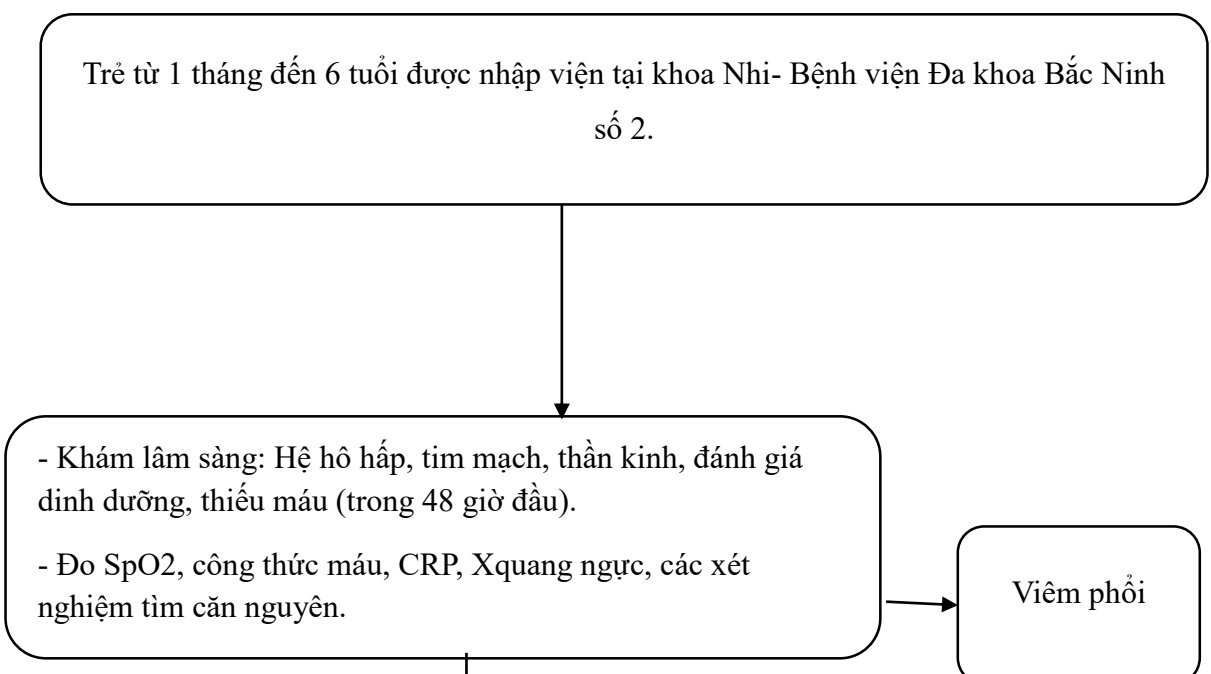 Trẻ từ 1 tháng đến 6 tuổi được nhập viện tại khoa Nhi- Bệnh viện Đa khoa Bắc Ninh
số 2.
- Khám lâm sàng: Hệ hô hấp, tim mạch, thần kinh, đánh giá
dinh dưỡng, thiếu máu (trong 48 giờ đầu).
- Đo SpO2, công thức máu, CRP, Xquang ngực, các xét
nghiệm tìm căn nguyên.
Viêm phổi